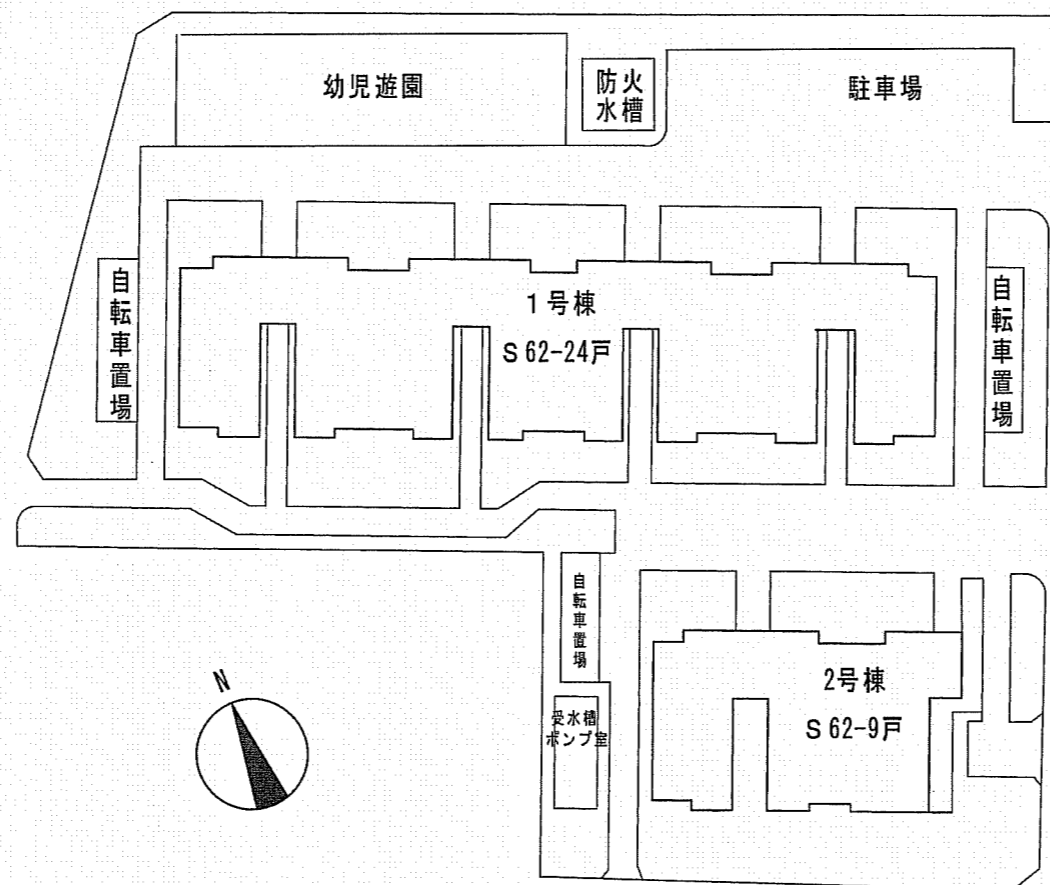 幼児遊園
防火
水槽
駐車場
自転車置場
1号棟
S 62-24戸
自転車置場
自転車置場
2号棟
S 62-9戸
受水槽
ポンプ室
N